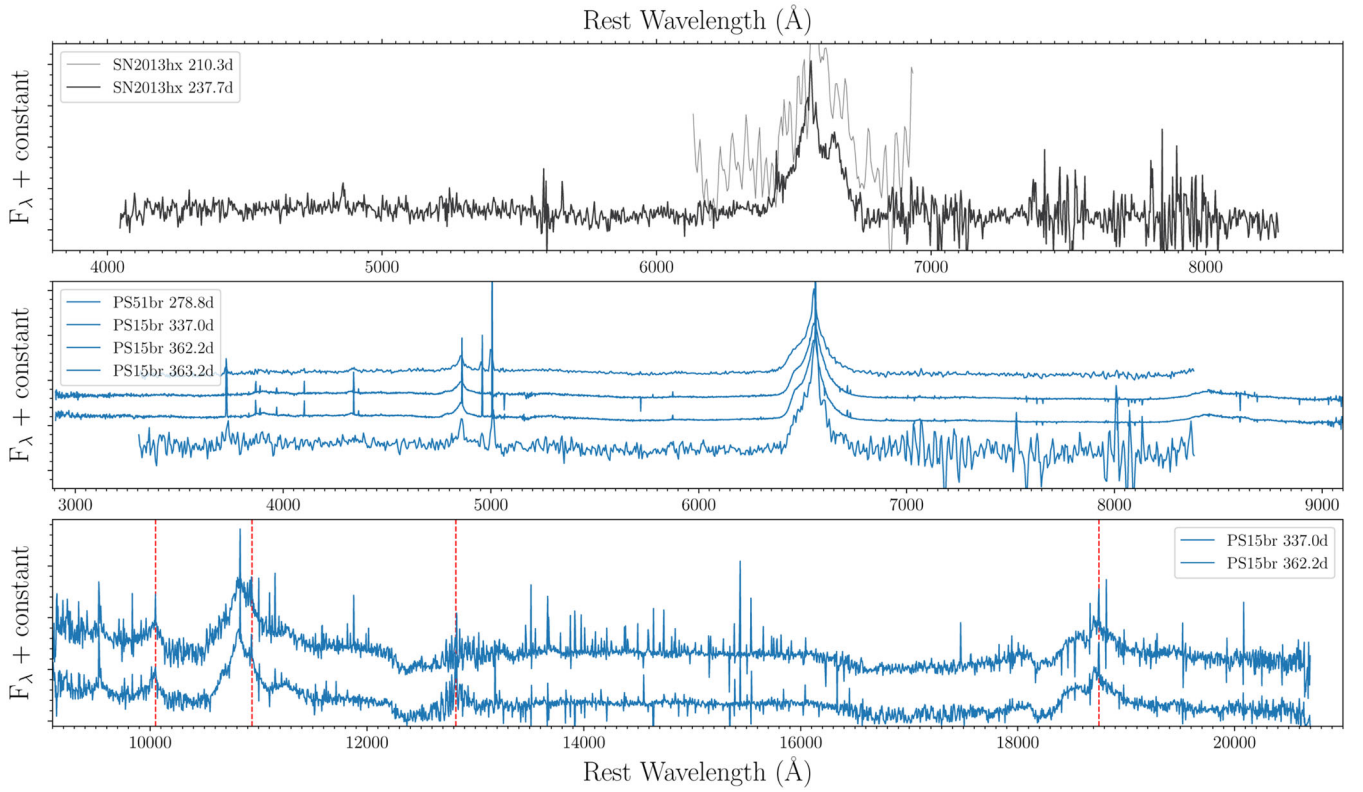 Rest Wavelength (Å)
F_λ + constant
SN2013hx 210.3d
SN2013hx 237.7d
4000 5000 6000 7000 8000
F_λ + constant
PS51br 278.8d
PS15br 337.0d
PS15br 362.2d
PS15br 363.2d
3000 4000 5000 6000 7000 8000 9000
F_λ + constant
PS15br 337.0d
PS15br 362.2d
10000 12000 14000 16000 18000 20000
Rest Wavelength (Å)